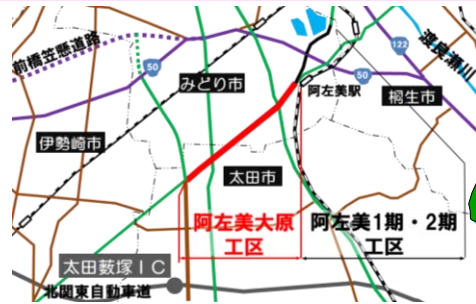 前橋笠懸道路
50
みどり市
122
渡良瀬川
阿左美駅
50
桐生市
伊勢崎市
太田市
阿左美大原
工区
阿左美1期・2期
工区
太田藪塚IC
北関東自動車道